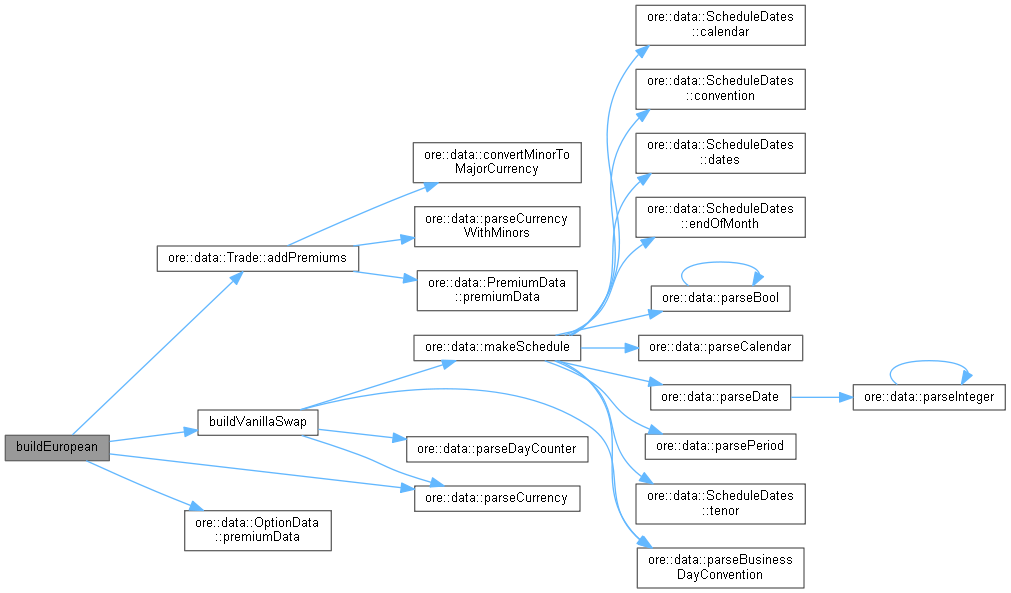 ore::data::ScheduleDates
::calendar
ore::data::ScheduleDates
::convention
ore::data::ScheduleDates
::dates
ore::data::convertMinorTo
MajorCurrency
ore::data::ScheduleDates
::endOfMonth
ore::data::parseCurrency
WithMinors
ore::data::Trade::addPremiums
ore::data::PremiumData
::premiumData
ore::data::parseBool
ore::data::makeSchedule
ore::data::parseCalendar
ore::data::parseDate
ore::data::parseInteger
buildVanillaSwap
buildEuropean
ore::data::parseDayCounter
ore::data::parsePeriod
ore::data::parseCurrency
ore::data::ScheduleDates
::tenor
ore::data::OptionData
::premiumData
ore::data::parseBusiness
DayConvention